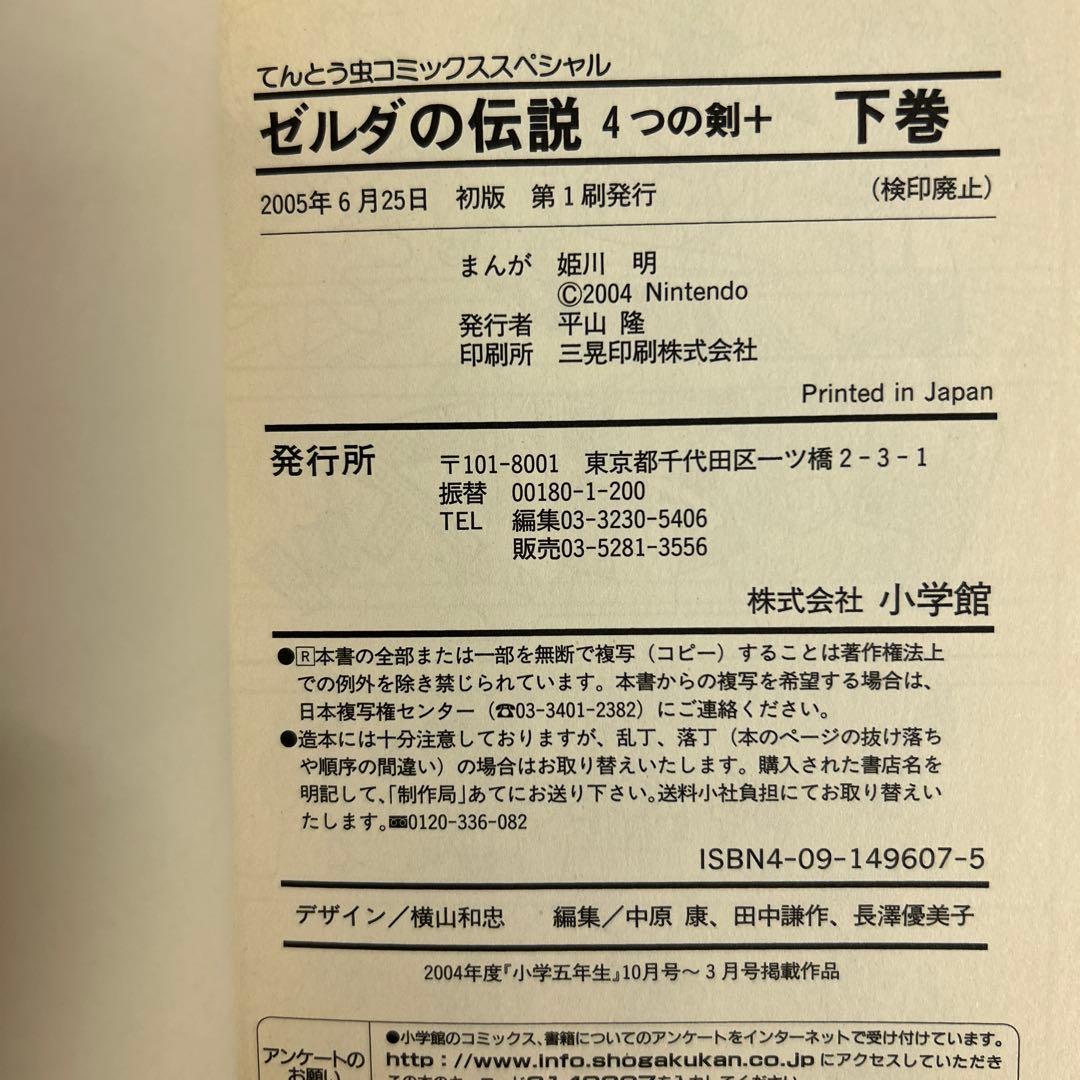 てんとう虫コミックススペシャル
ゼルダの伝説 4つの剣+ 下巻
2005年6月25日 初版 第1刷発行 (検印廃止)
まんが 姫川 明
©2004 Nintendo
発行者 平山 隆
印刷所 三晃印刷株式会社
Printed in Japan
発行所 〒101-8001 東京都千代田区一ツ橋2-3-1
振替 00180-1-200
TEL 編集03-3230-5406
販売03-5281-3556
株式会社 小学館
●Ⓡ本書の全部または一部を無断で複写(コピー)することは著作権法上
での例外を除き禁じられています。本書からの複写を希望する場合は、
日本複写権センター(☎03-3401-2382)にご連絡ください。
●造本には十分注意しておりますが、乱丁、落丁(本のページの抜け落ち
や順序の間違い)の場合はお取り替えいたします。購入された書店名を
明記して、「制作局」あてにお送り下さい。送料小社負担にてお取り替えい
たします。0120-336-082
ISBN4-09-149607-5
デザイン/横山和忠 編集/中原 康、田中謙作、長澤優美子
2004年度『小学五年生』10月号〜3月号掲載作品
アンケートの
お願い
●小学館のコミックス、書籍についてのアンケートをインターネットで受け付けています。
http://www.info.shogakukan.co.jpにアクセスしていただき